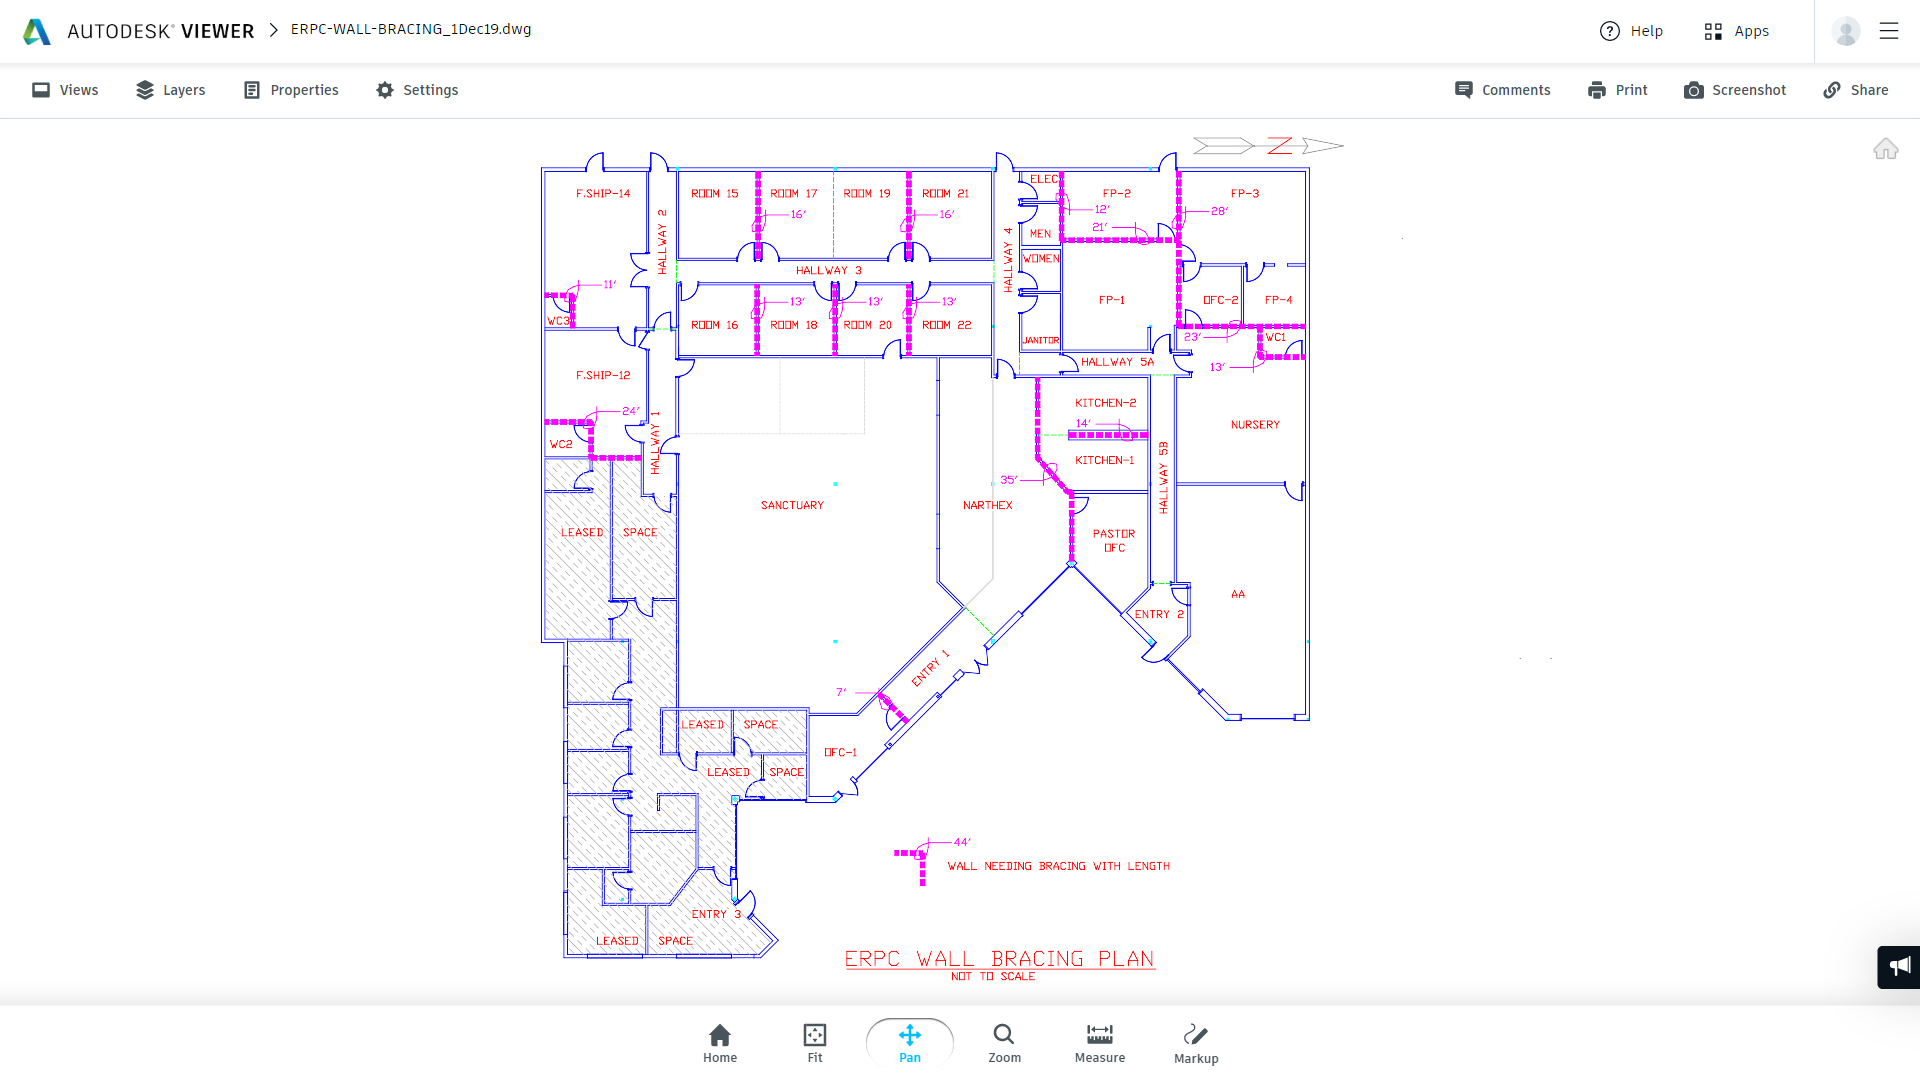 AUTODESK® VIEWER > ERPC-WALL-BRACING_1Dec19.dwg
Help Apps
Views Layers Properties Settings
Comments Print Screenshot Share
N
F.SHIP-14
HALLWAY 2
ROOM 15
ROOM 17
ROOM 19
ROOM 21
16'
16'
ELEC
FP-2
FP-3
12'
28'
21'
MEN
HALLWAY 4
WOMEN
HALLWAY 3
11'
13'
13'
13'
FP-1
OFC-2
FP-4
WC3
ROOM 16
ROOM 18
ROOM 20
ROOM 22
JANITOR
23'
WC1
HALLWAY 5A
13'
F.SHIP-12
24'
HALLWAY 1
WC2
KITCHEN-2
14'
KITCHEN-1
NURSERY
HALLWAY 5B
35'
SANCTUARY
NARTHEX
LEASED SPACE
PASTOR
OFC
AA
ENTRY 2
ENTRY 1
7'
LEASED SPACE
OFC-1
LEASED SPACE
44'
WALL NEEDING BRACING WITH LENGTH
ENTRY 3
LEASED SPACE
ERPC WALL BRACING PLAN
NOT TO SCALE
Home Fit Pan Zoom Measure Markup